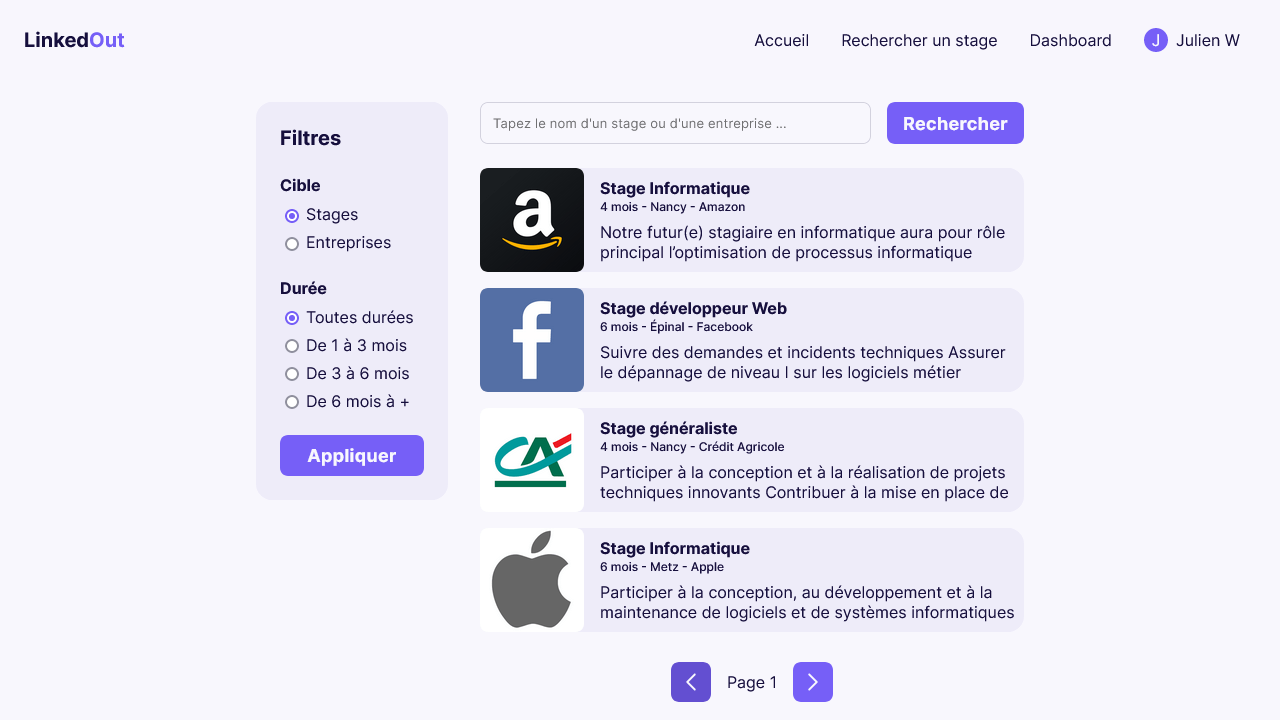 LinkedOut
Accueil
Rechercher un stage
Dashboard
J
Julien W
Filtres
Cible
Stages
Entreprises
Durée
Toutes durées
De 1 à 3 mois
De 3 à 6 mois
De 6 mois à +
Appliquer
Tapez le nom d'un stage ou d'une entreprise ...
Rechercher
a
Stage Informatique
4 mois - Nancy - Amazon
Notre futur(e) stagiaire en informatique aura pour rôle
principal l’optimisation de processus informatique
f
Stage développeur Web
6 mois - Épinal - Facebook
Suivre des demandes et incidents techniques Assurer
le dépannage de niveau I sur les logiciels métier
CA
Stage généraliste
4 mois - Nancy - Crédit Agricole
Participer à la conception et à la réalisation de projets
techniques innovants Contribuer à la mise en place de
Stage Informatique
6 mois - Metz - Apple
Participer à la conception, au développement et à la
maintenance de logiciels et de systèmes informatiques
Page 1